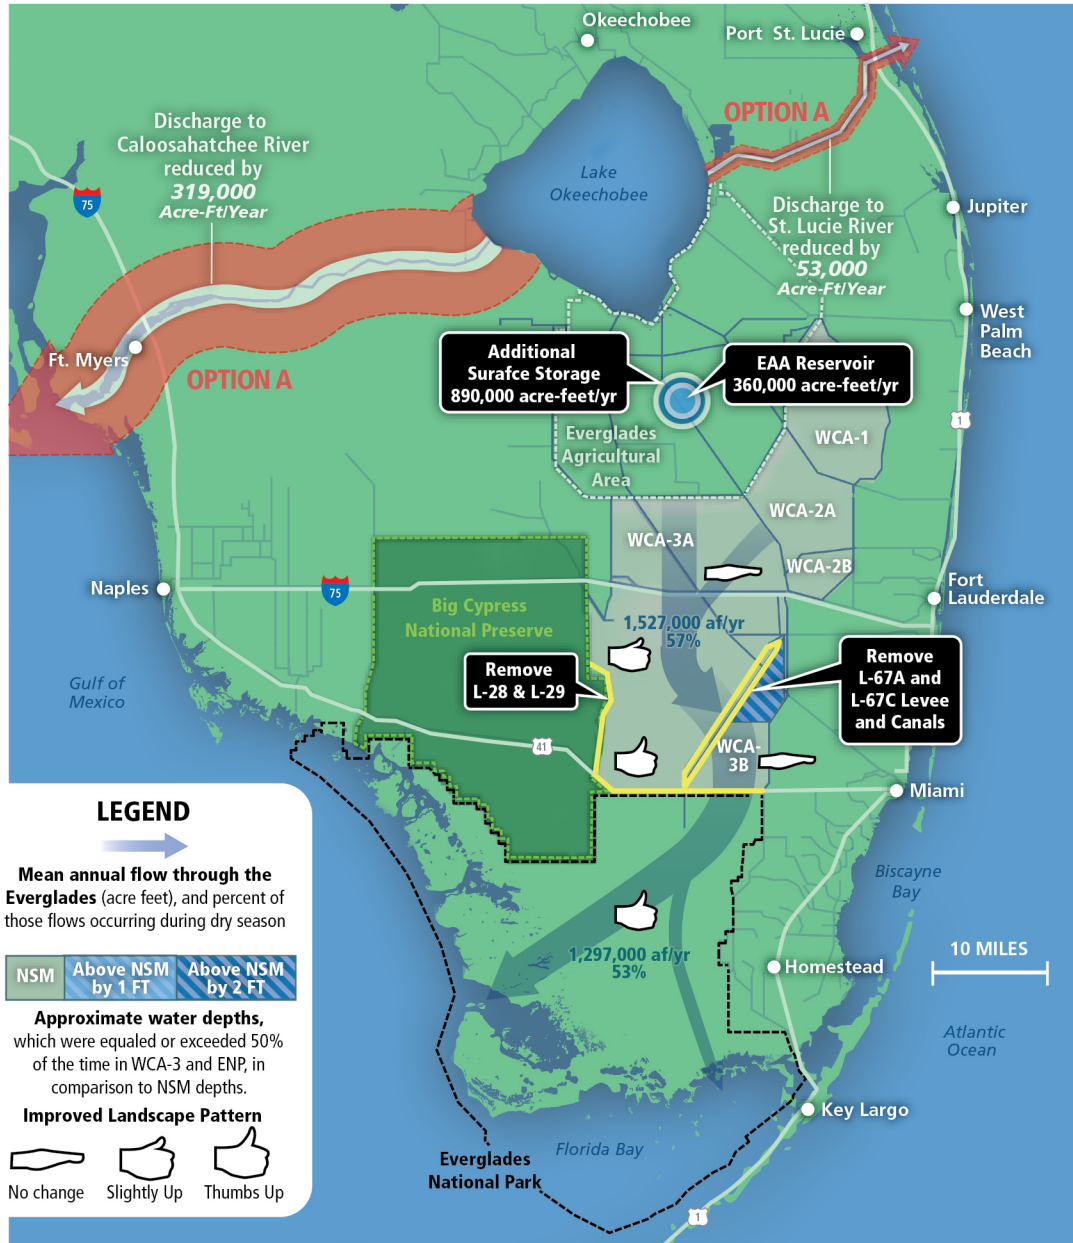 Okeechobee
Port St. Lucie
OPTION A
Discharge to
Caloosahatchee River
reduced by
319,000
Acre-Ft/Year
75
Lake
Okeechobee
Discharge to
St. Lucie River
reduced by
53,000
Acre-Ft/Year
Jupiter
West
Palm
Beach
Ft. Myers
OPTION A
Additional
Surafce Storage
890,000 acre-feet/yr
EAA Reservoir
360,000 acre-feet/yr
1
Everglades
Agricultural
Area
WCA-1
WCA-2A
WCA-3A
WCA-2B
Naples
75
Fort
Lauderdale
Big Cypress
National Preserve
1,527,000 af/yr
57%
Remove
L-28 & L-29
Remove
L-67A and
L-67C Levee
and Canals
Gulf of
Mexico
41
WCA-
3B
Miami
Biscayne
Bay
LEGEND
Mean annual flow through the
Everglades (acre feet), and percent of
those flows occurring during dry season
1,297,000 af/yr
53%
Homestead
10 MILES
NSM
Above NSM
by 1 FT
Above NSM
by 2 FT
Approximate water depths,
which were equaled or exceeded 50%
of the time in WCA-3 and ENP, in
comparison to NSM depths.
Atlantic
Ocean
Improved Landscape Pattern
No change
Slightly Up
Thumbs Up
Key Largo
Florida Bay
Everglades
National Park
1